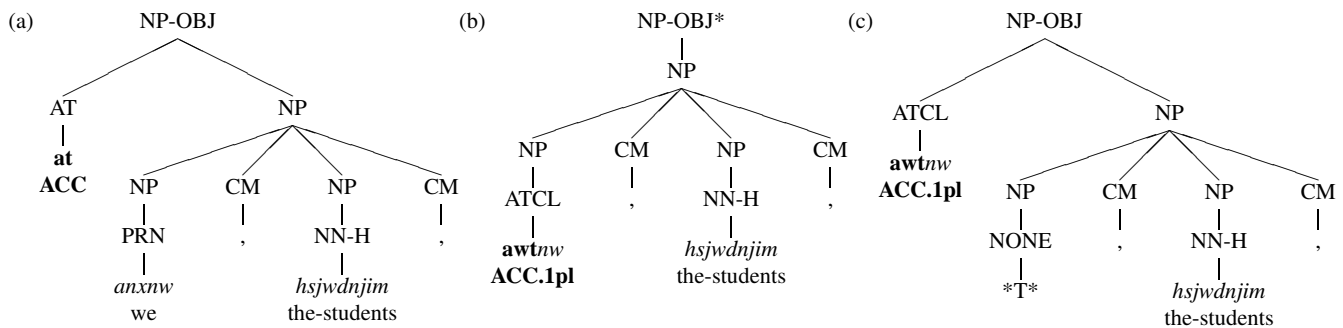 (a) NP-OBJ (b) NP-OBJ* (c) NP-OBJ
NP
AT NP ATCL NP
at NP CM NP CM awtnw
ACC ACC.1pl
NP CM NP CM ATCL , NN-H , NP CM NP CM
PRN , NN-H , awtnw hsjwdnjim NONE , NN-H ,
ACC.1pl the-students
anxnw hsjwdnjim *T* hsjwdnjim
we the-students the-students